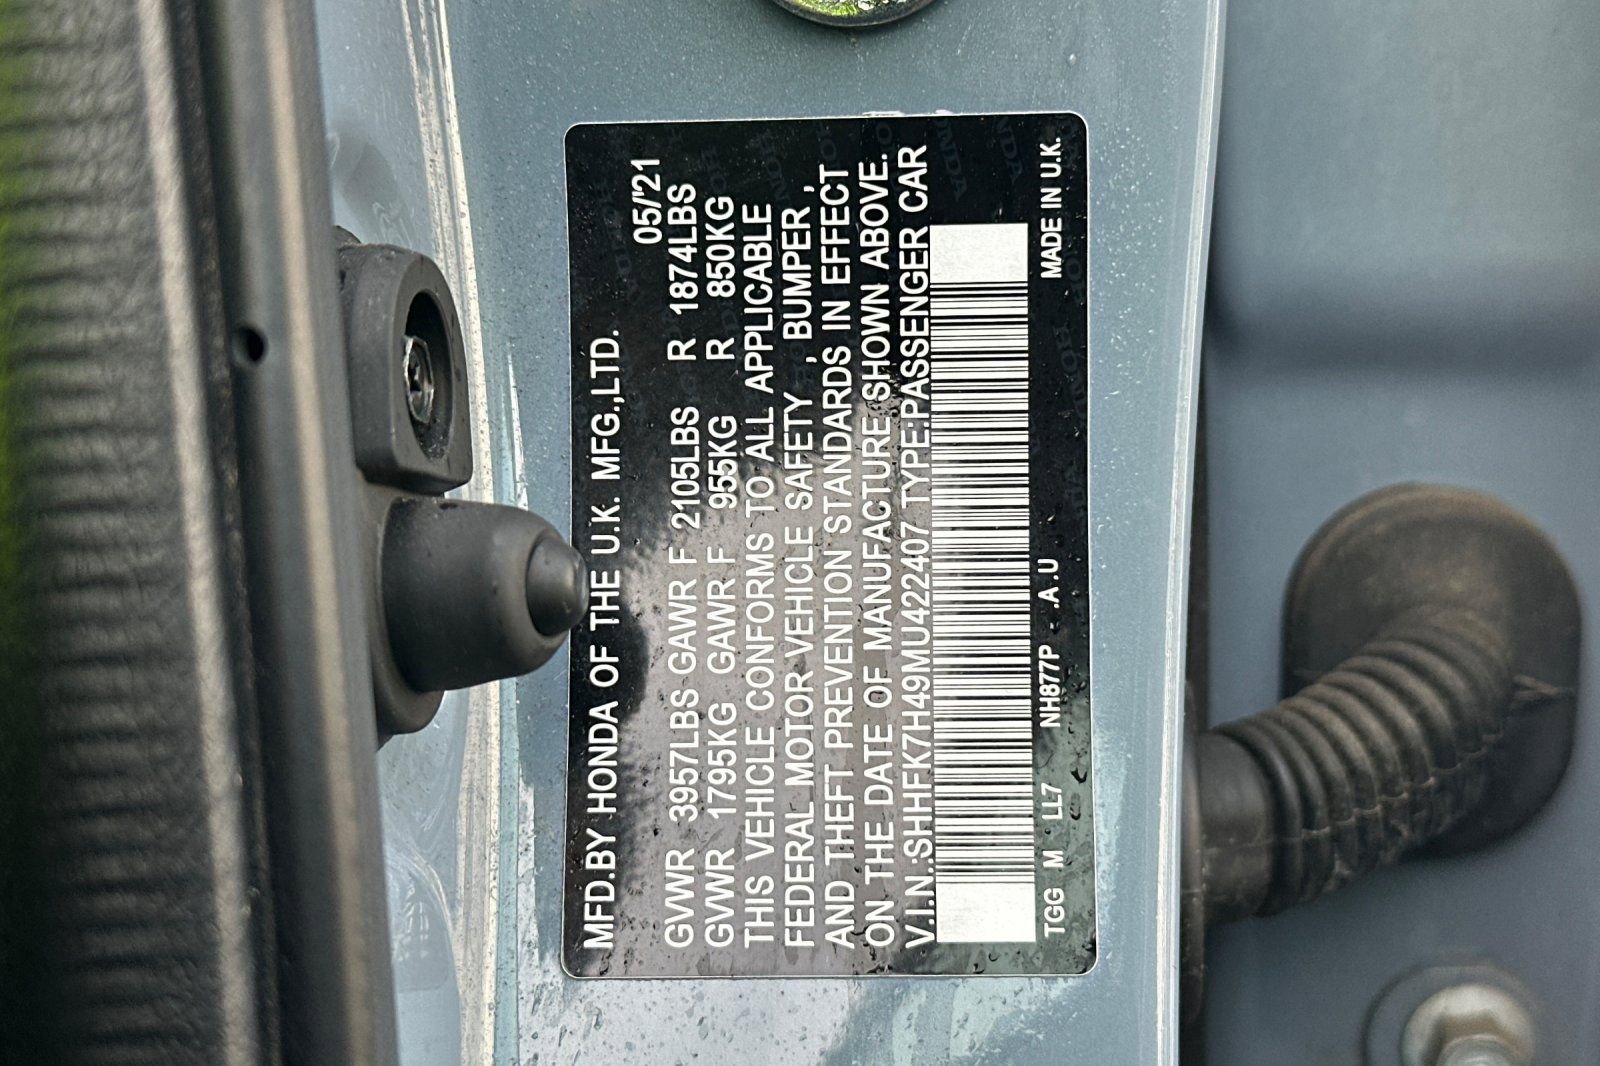 MFD.BY HONDA OF THE U.K. MFG.,LTD.
05/'21
GVWR 3957LBS GAWR F 2105LBS R 1874LBS
GVWR 1795KG GAWR F 955KG R 850KG
THIS VEHICLE CONFORMS TO ALL APPLICABLE
FEDERAL MOTOR VEHICLE SAFETY , BUMPER ,
AND THEFT PREVENTION STANDARDS IN EFFECT
ON THE DATE OF MANUFACTURE SHOWN ABOVE.
V.I.N.:SHHFK7H49MU422407 TYPE:PASSENGER CAR
TGG M LL7 NH877P - .A.U MADE IN U.K.